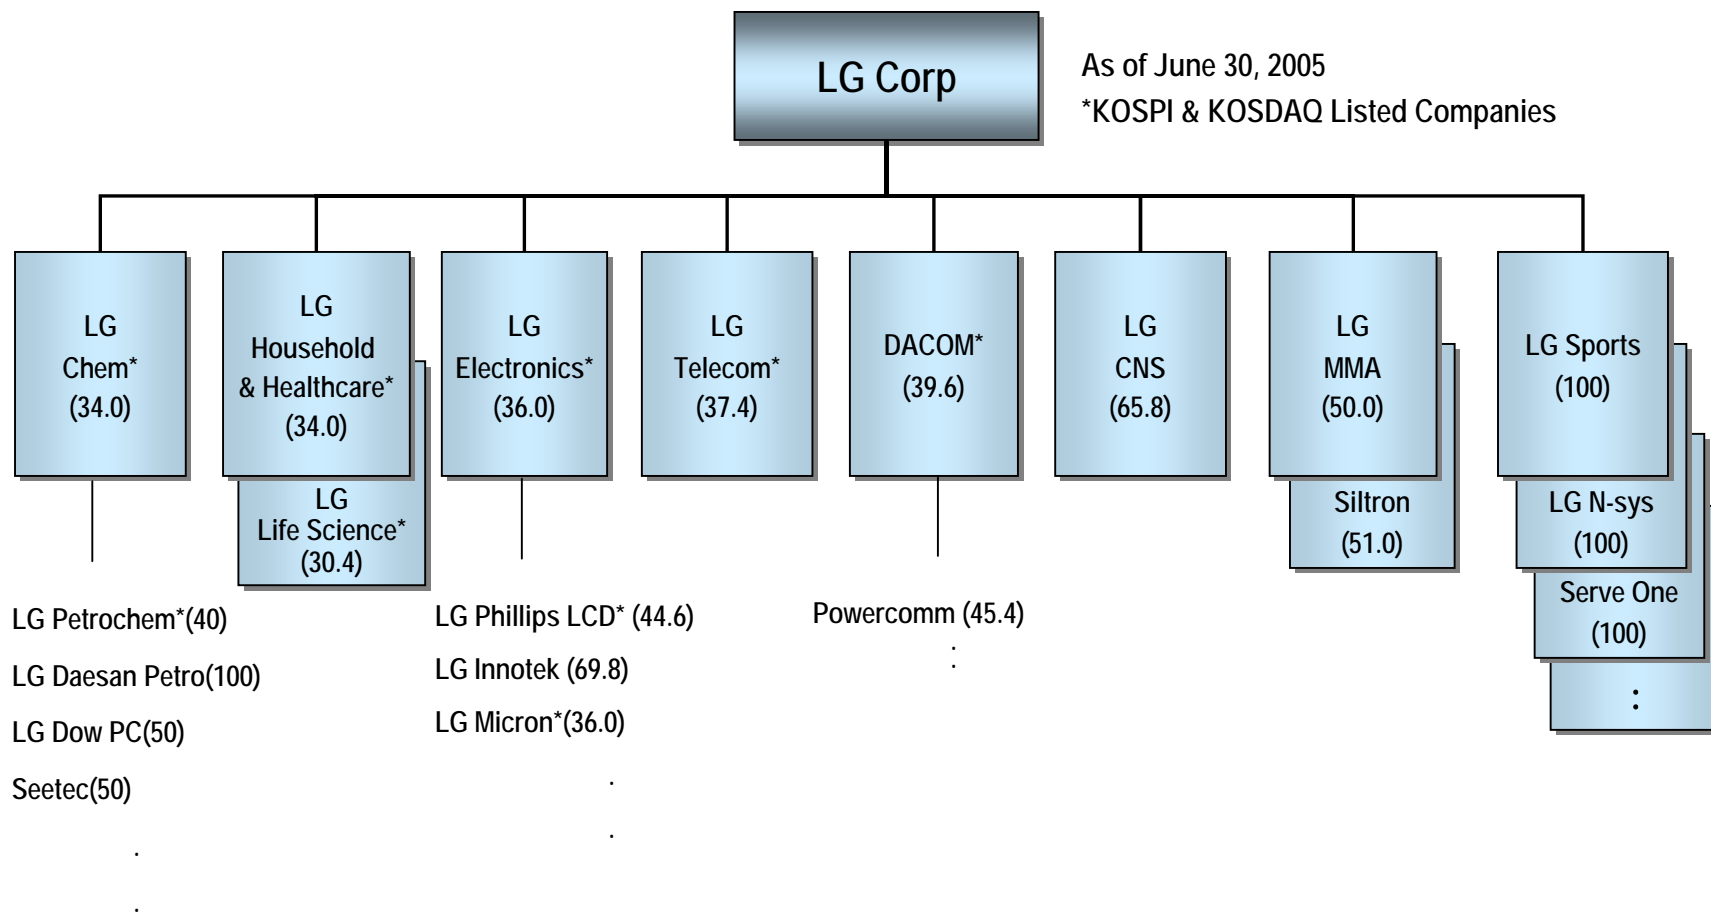 LG Corp
As of June 30, 2005
*KOSPI & KOSDAQ Listed Companies
LG
Chem*
(34.0)
LG
Household
& Healthcare*
(34.0)
LG
Life Science*
(30.4)
LG
Electronics*
(36.0)
LG
Telecom*
(37.4)
DACOM*
(39.6)
LG
CNS
(65.8)
LG
MMA
(50.0)
Siltron
(51.0)
LG Sports
(100)
LG N-sys
(100)
Serve One
(100)
:
LG Petrochem*(40)
LG Daesan Petro(100)
LG Dow PC(50)
Seetec(50)
.
.
LG Phillips LCD* (44.6)
LG Innotek (69.8)
LG Micron*(36.0)
.
.
Powercomm (45.4)
: